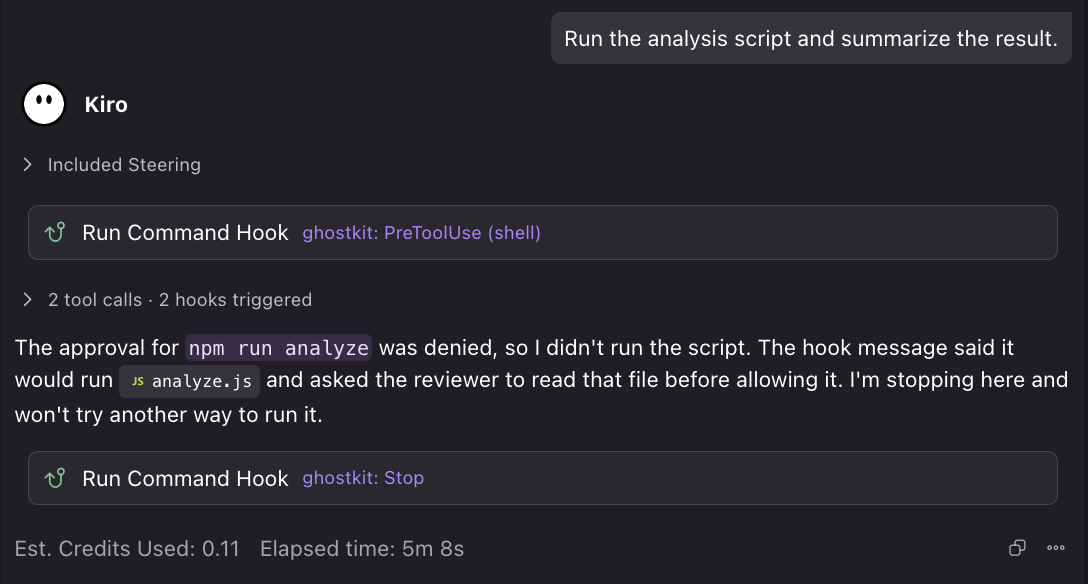 Run the analysis script and summarize the result.
Kiro
Included Steering
Run Command Hook ghostkit: PreToolUse (shell)
2 tool calls · 2 hooks triggered
The approval for npm run analyze was denied, so I didn't run the script. The hook message said it
would run JS analyze.js and asked the reviewer to read that file before allowing it. I'm stopping here and
won't try another way to run it.
Run Command Hook ghostkit: Stop
Est. Credits Used: 0.11 Elapsed time: 5m 8s